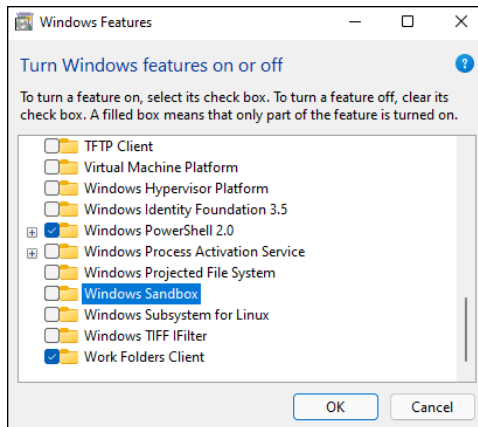 Windows Features
Turn Windows features on or off
To turn a feature on, select its check box. To turn a feature off, clear its
check box. A filled box means that only part of the feature is turned on.
TFTP Client
Virtual Machine Platform
Windows Hypervisor Platform
Windows Identity Foundation 3.5
Windows PowerShell 2.0
Windows Process Activation Service
Windows Projected File System
Windows Sandbox
Windows Subsystem for Linux
Windows TIFF IFilter
Work Folders Client
OK Cancel